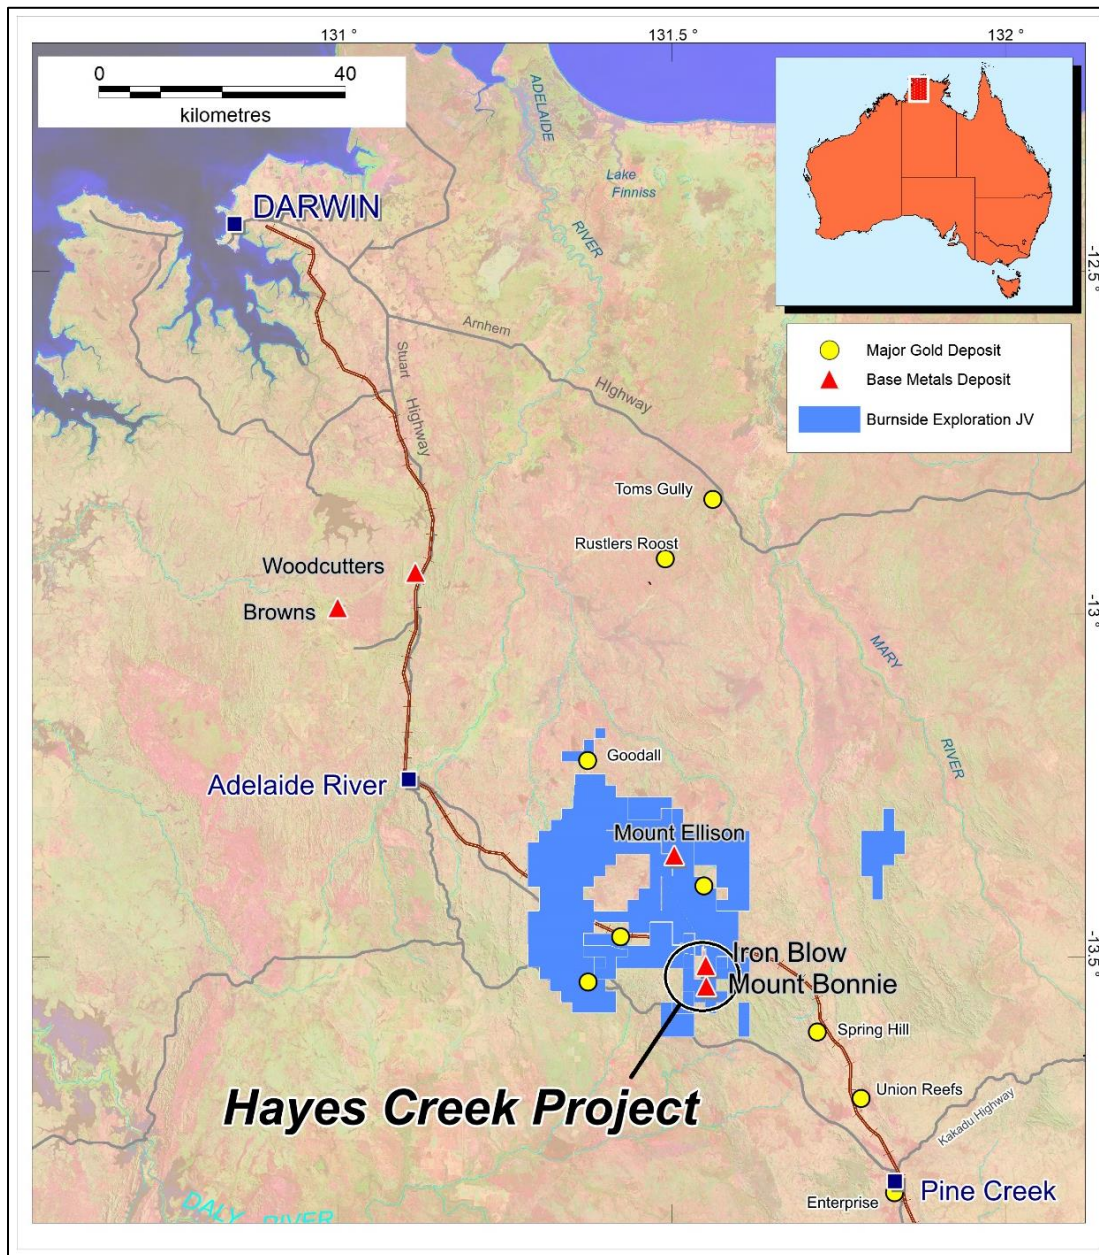 131 °
131.5 °
132 °
0
40
kilometres
ADELAIDE
RIVER
Lake
Finniss
DARWIN
-12.5
Arnhem
HIghway
Stuart
Highway
Major Gold Deposit
Base Metals Deposit
Burnside Exploration JV
Toms Gully
Rustlers Roost
Woodcutters
Browns
-13
MARY
RIVER
Goodall
Adelaide River
Mount Ellison
Iron Blow
Mount Bonnie
-13.5
Spring Hill
Hayes Creek Project
Union Reefs
Kakadu Highway
Pine Creek
Enterprise
DALY RIVER